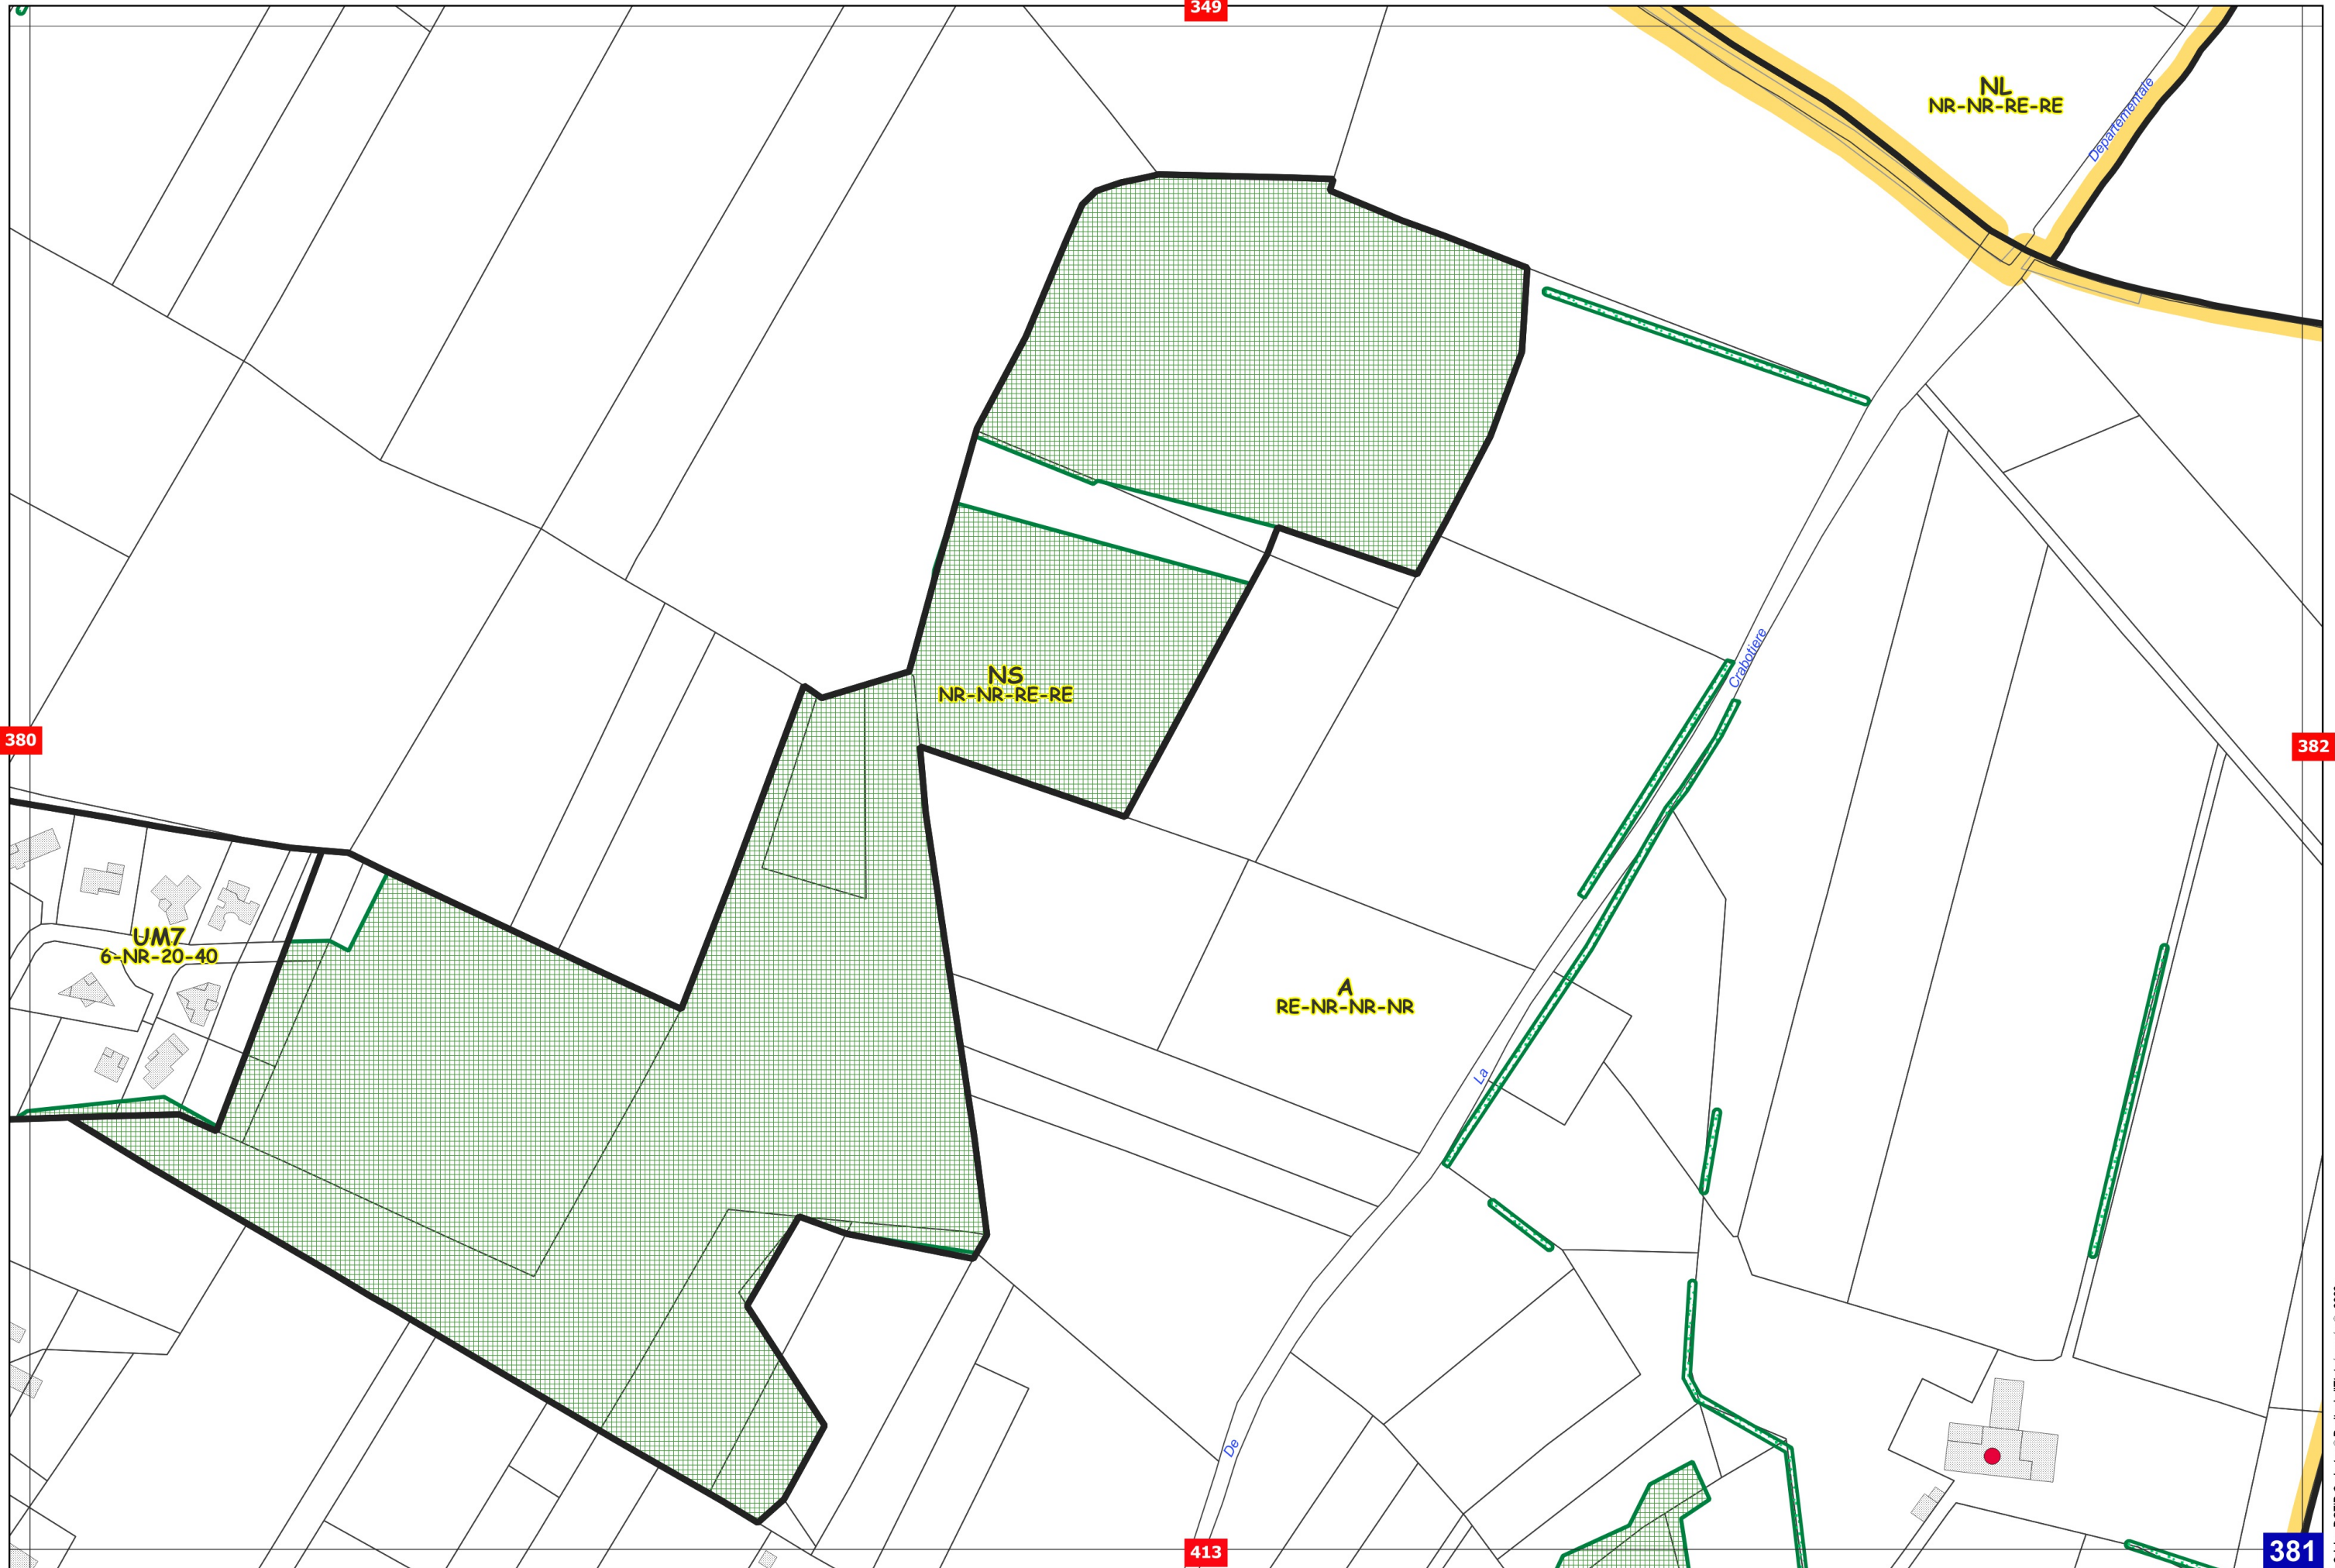 349
NL
NR-NR-RE-RE
Departementale
Crabotiere
NS
NR-NR-RE-RE
380
382
UM7
6-NR-20-40
A
RE-NR-NR-NR
La
De
413
381